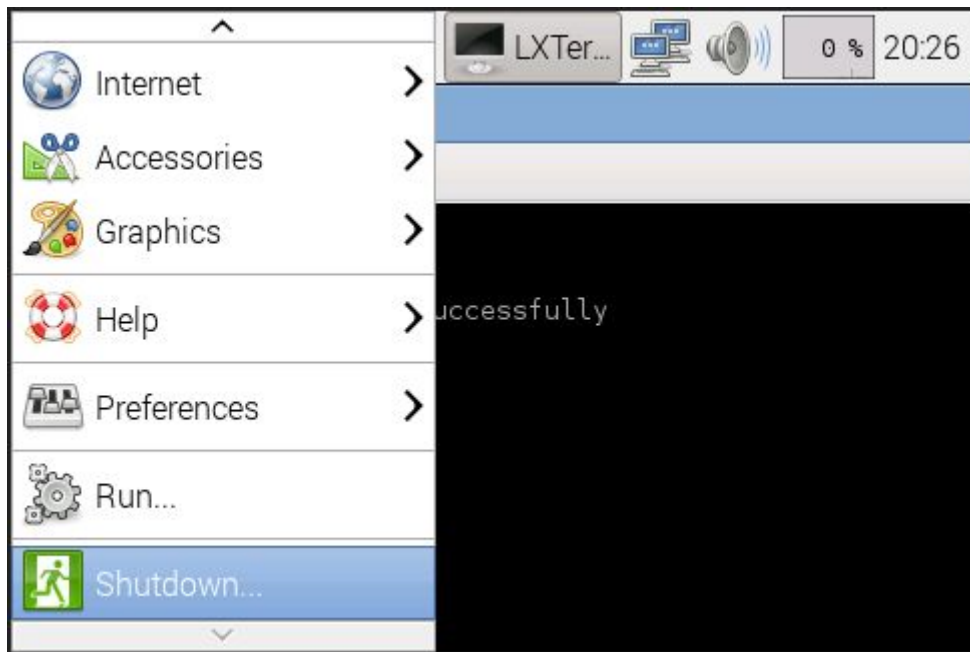 LXTer... 0 % 20:26
Internet
Accessories
Graphics
Help
uccessfully
Preferences
Run...
Shutdown...